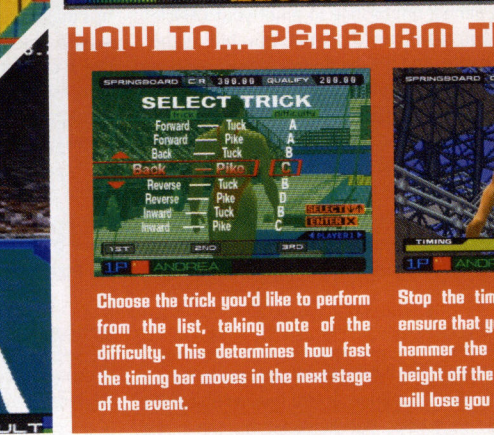 HOW TO... PERFORM
SPRINGBOARD C.R 300.00 QUALIFY 200.00
SELECT TRICK
Forward — Tuck A
Forward — Pike A
Back — Tuck B
Back — Pike C
Reverse — Tuck B
Reverse — Pike D
Inward — Tuck B
Inward — Pike C
SELECT
ENTER X
PLAYER 1
1ST 2ND 3RD
1P ANDREA
SPRINGBOARD
TIMING
1P
Choose the trick you'd like to perform
from the list, taking note of the
difficulty. This determines how fast
the timing bar moves in the next stage
of the event.
Stop the
ensure that
hammer the
height off the
will lose you
ULT